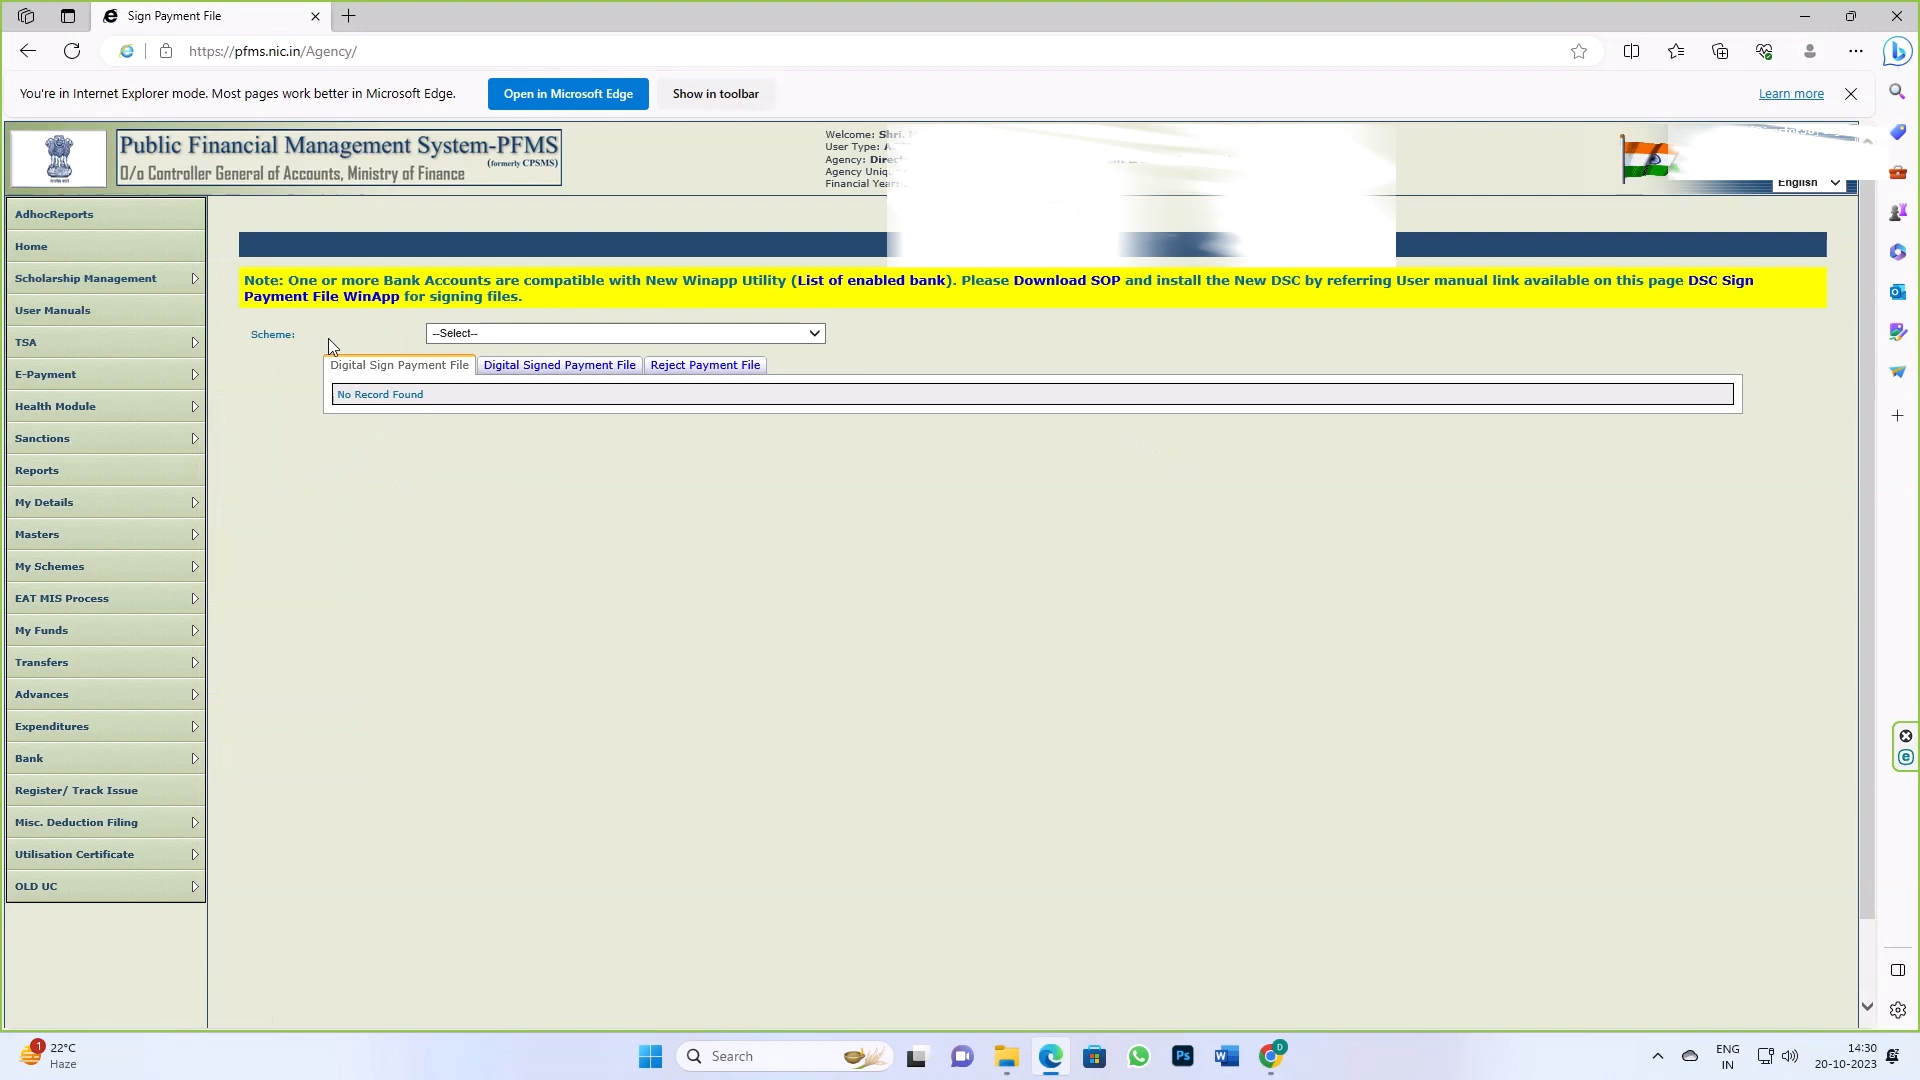 Sign Payment File
https://pfms.nic.in/Agency/
You're in Internet Explorer mode. Most pages work better in Microsoft Edge.
Open in Microsoft Edge
Show in toolbar
Learn more
Public Financial Management System-PFMS
(formerly CPSMS)
O/o Controller General of Accounts, Ministry of Finance
Welcome: Shri.
User Type:
Agency:
Agency
Financial Year:
English
AdhocReports
Home
Scholarship Management
User Manuals
TSA
E-Payment
Health Module
Sanctions
Reports
My Details
Masters
My Schemes
EAT MIS Process
My Funds
Transfers
Advances
Expenditures
Bank
Register/ Track Issue
Misc. Deduction Filing
Utilisation Certificate
OLD UC
Note: One or more Bank Accounts are compatible with New Winapp Utility (List of enabled bank). Please Download SOP and install the New DSC by referring User manual link available on this page DSC Sign
Payment File WinApp for signing files.
Scheme:
--Select--
Digital Sign Payment File
Digital Signed Payment File
Reject Payment File
No Record Found
1
22°C
Haze
Search
Ps
D
ENG
IN
14:30
20-10-2023